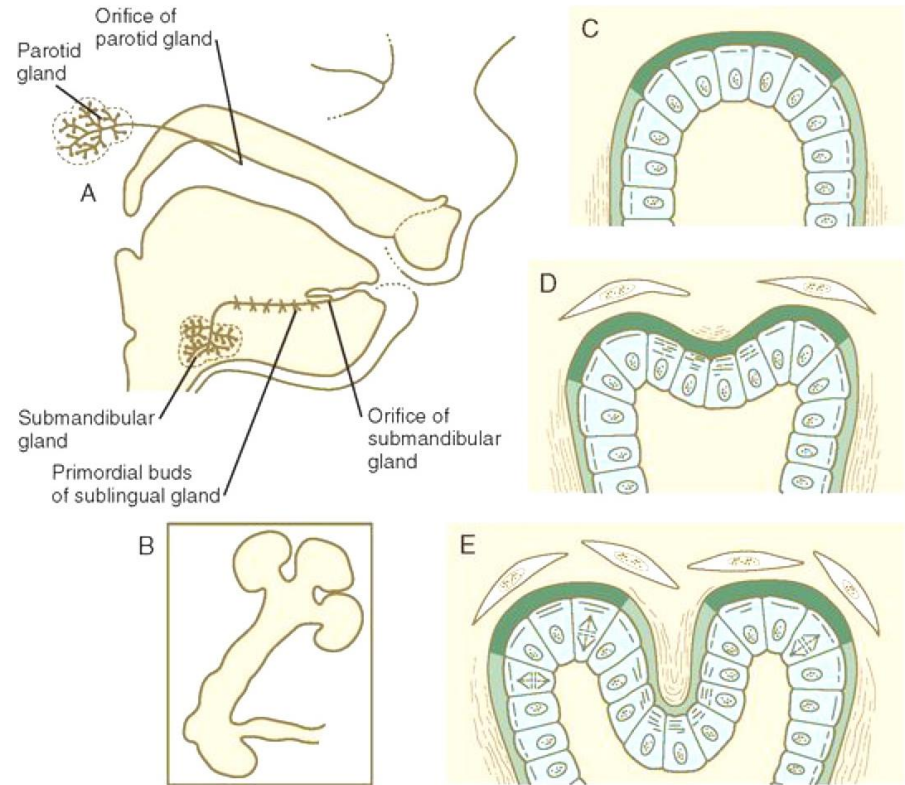 Orifice of
parotid gland
Parotid
gland
A
Submandibular
gland
Primordial buds
of sublingual gland
Orifice of
submandibular
gland
B
C
D
E